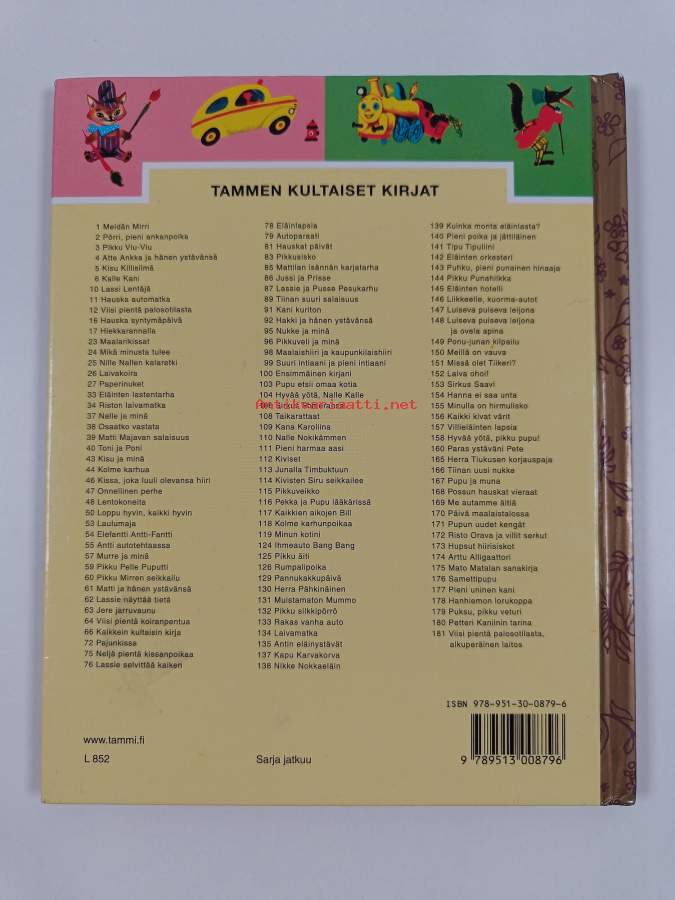 TAMMEN KULTAISET KIRJAT
1 Meidän Mirri
2 Pörri, pieni ankanpoika
3 Pikku Viu-Viu
4 Atte Ankka ja hänen ystävänsä
5 Kisu Killisilmä
8 Kalle Kani
10 Lassi Lentäjä
11 Hauska automatka
12 Viisi pientä palosotilasta
16 Hauska syntymäpäivä
17 Hiekkarannalla
23 Maalarikissat
24 Mikä minusta tulee
25 Nille Nallen kalaretki
26 Laivakoira
27 Paperinuket
33 Eläinten lastentarha
34 Riston laivamatka
37 Nalle ja minä
38 Osaatko vastata
39 Matti Majavan salaisuus
40 Toni ja Poni
43 Kisu ja minä
44 Kolme karhua
46 Kissa, joka luuli olevansa hiiri
47 Onnellinen perhe
48 Lentokoneita
50 Loppu hyvin, kaikki hyvin
53 Laulumaja
54 Elefantti Antti-Fantti
55 Antti autotehtaassa
57 Murre ja minä
59 Pikku Pelle Puputti
60 Pikku Mirren seikkailu
61 Matti ja hänen ystävänsä
62 Lassie näyttää tietä
63 Jere jarruvaunu
64 Viisi pientä koiranpentua
66 Kaikkein kultaisin kirja
72 Pajunkissa
75 Neljä pientä kissanpoikaa
76 Lassie selvittää kaiken
78 Eläinlapsia
79 Autoparaati
81 Hauskat päivät
83 Pikkusisko
85 Mattilan isännän karjatarha
86 Jussi ja Prisse
87 Lassie ja Pusse Pesukarhu
89 Tiinan suuri salaisuus
91 Kani kuriton
92 Hakki ja hänen ystävänsä
95 Nukke ja minä
96 Pikkuveli ja minä
98 Maalaishiiri ja kaupunkilaishiiri
99 Suuri intiaani ja pieni intiaani
100 Ensimmäinen kirjani
103 Pupu etsii omaa kotia
104 Hyvää yötä, Nalle Kalle
Antikvariaatti.net
108 Taikarattaat
109 Kana Karoliina
110 Nalle Nokikämmen
111 Pieni harmaa aasi
112 Kiviset
113 Junalla Timbuktuun
114 Kivisten Siru seikkailee
115 Pikkuveikko
116 Pekka ja Pupu lääkärissä
117 Kaikkien aikojen Bill
118 Kolme karhunpoikaa
119 Minun kotini
124 Ihmeauto Bang Bang
125 Pikku äiti
128 Rumpalipoika
129 Pannukakkupäivä
130 Herra Pähkinäinen
131 Muistamaton Mummo
132 Pikku silkkipörrö
133 Rakas vanha auto
134 Laivamatka
135 Antin eläinystävät
137 Kapu Karvakorva
138 Nikke Nokkaeläin
139 Kuinka monta eläinlasta?
140 Pieni poika ja jättiläinen
141 Tipu Tipuliini
142 Eläinten orkesteri
143 Puhku, pieni punainen hinaaja
144 Pikku Punahilkka
145 Eläinten hotelli
146 Liikkeelle, kuorma-autot
147 Luiseva puiseva leijona
148 Luiseva puiseva leijona
ja ovela apina
149 Ponu-junan kilpailu
150 Meillä on vauva
151 Missä olet Tiikeri?
152 Laiva ohoi!
153 Sirkus Saavi
154 Hanna ei saa unta
155 Minulla on hirmulisko
156 Kaikki kivat värit
157 Villieläinten lapsia
158 Hyvää yötä, pikku pupu!
160 Paras ystäväni Pete
165 Herra Tiukusen korjauspaja
166 Tiinan uusi nukke
167 Pupu ja muna
168 Possun hauskat vieraat
169 Me autamme äitiä
170 Päivä maalaistalossa
171 Pupun uudet kengät
172 Risto Orava ja villit serkut
173 Hupsut hiirisiskot
174 Arttu Alligaattori
175 Mato Matalan sanakirja
176 Samettipupu
177 Pieni uninen kani
178 Hanhiemon lorukoppa
179 Puksu, pikku veturi
180 Petteri Kaniinin tarina
181 Viisi pientä palosotilasta,
alkuperäinen laitos
ISBN 978-951-30-0879-6
9 789513 008796
www.tammi.fi
L 852
Sarja jatkuu